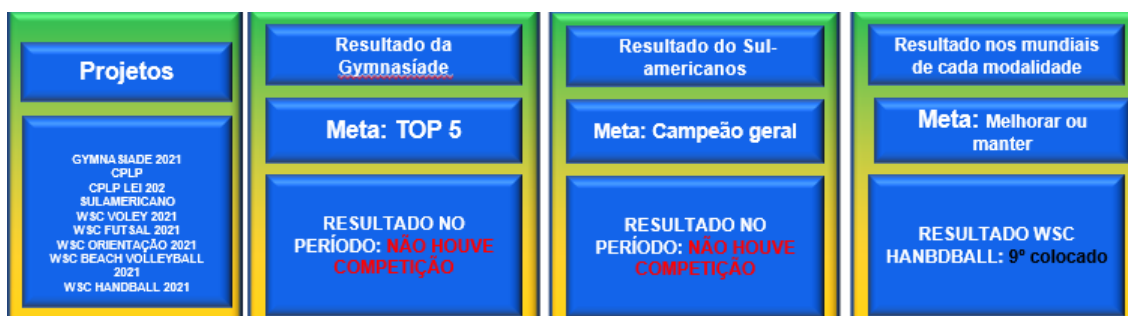 Projetos
GYMNASIADE 2021
CPLP
CPLP LEI 202
SULAMERICANO
WSC VOLEY 2021
WSC FUTSAL 2021
WSC ORIENTAÇÃO 2021
WSC BEACH VOLLEYBALL
2021
WSC HANDBALL 2021
Resultado da
Gymnasíade
Meta: TOP 5
RESULTADO NO
PERÍODO: NÃO HOUVE
COMPETIÇÃO
Resultado do Sul-
americanos
Meta: Campeão geral
RESULTADO NO
PERÍODO: NÃO HOUVE
COMPETIÇÃO
Resultado nos mundiais
de cada modalidade
Meta: Melhorar ou
manter
RESULTADO WSC
HANBDBALL: 9º colocado